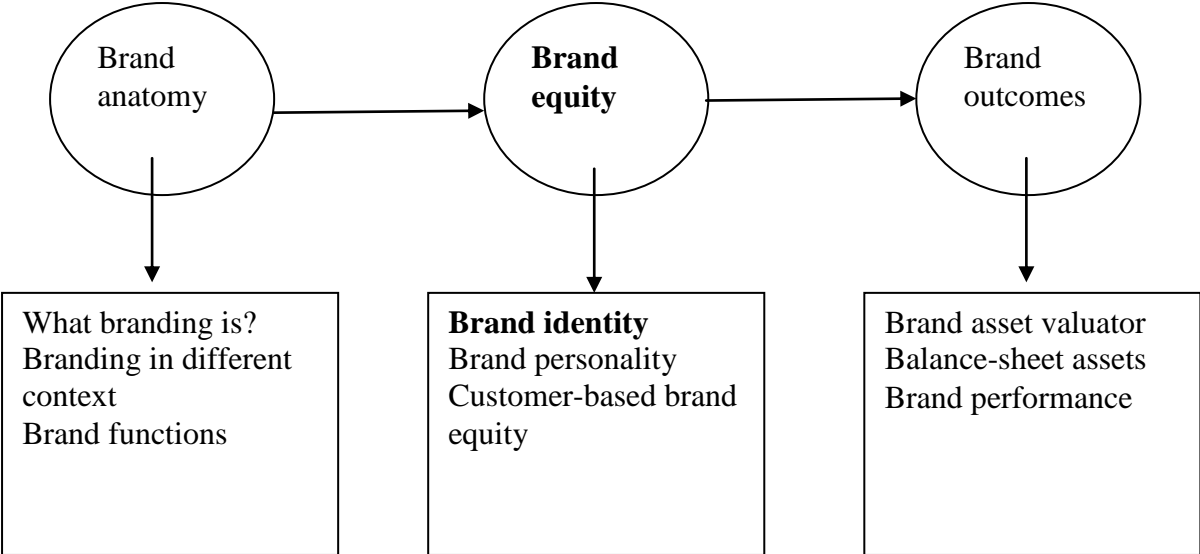 Brand
anatomy
Brand
equity
Brand
outcomes
What branding is?
Branding in different
context
Brand functions
Brand identity
Brand personality
Customer-based brand
equity
Brand asset valuator
Balance-sheet assets
Brand performance